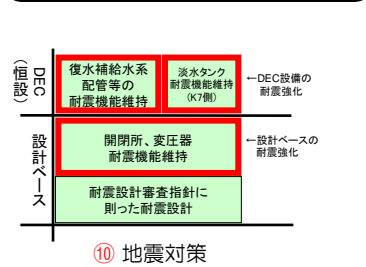 DEC
（恒設）
復水補給水系
配管等の
耐震機能維持
淡水タンク
耐震機能維持
(K7側)
←DEC設備の
耐震強化
設計ベース
開閉所、変圧器
耐震機能維持
←設計ベースの
耐震強化
耐震設計審査指針に
則った耐震設計
⑩ 地震対策